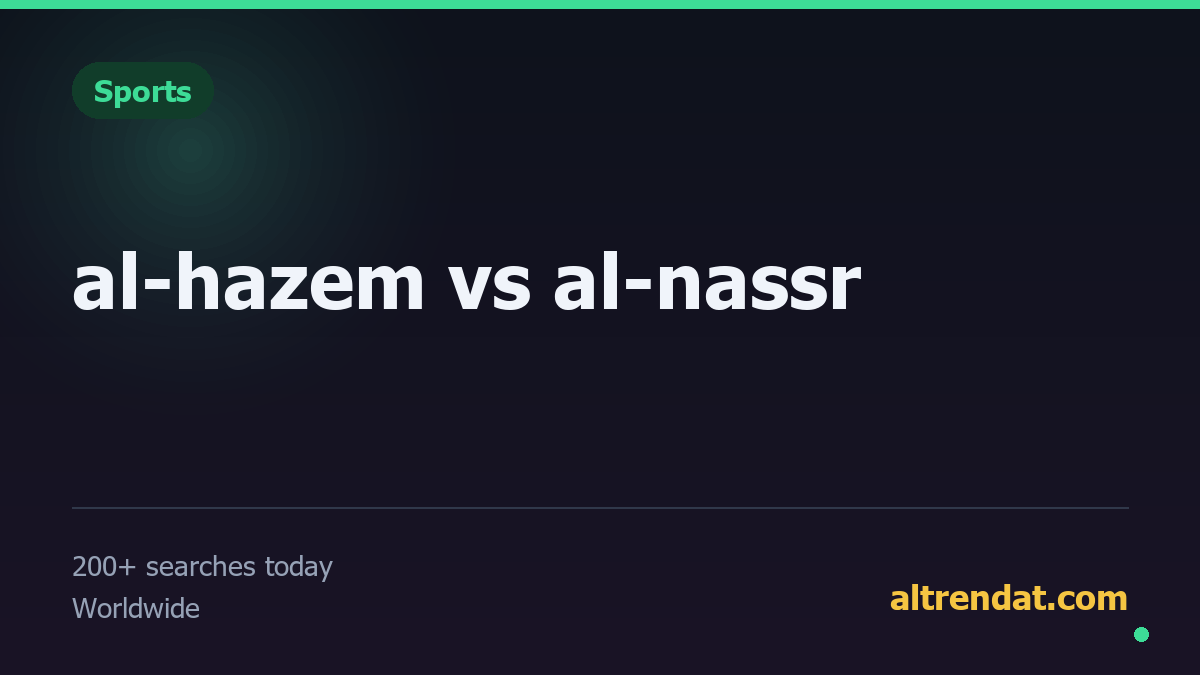 Sports
al-hazem vs al-nassr
200+ searches today
Worldwide
altrendat.com